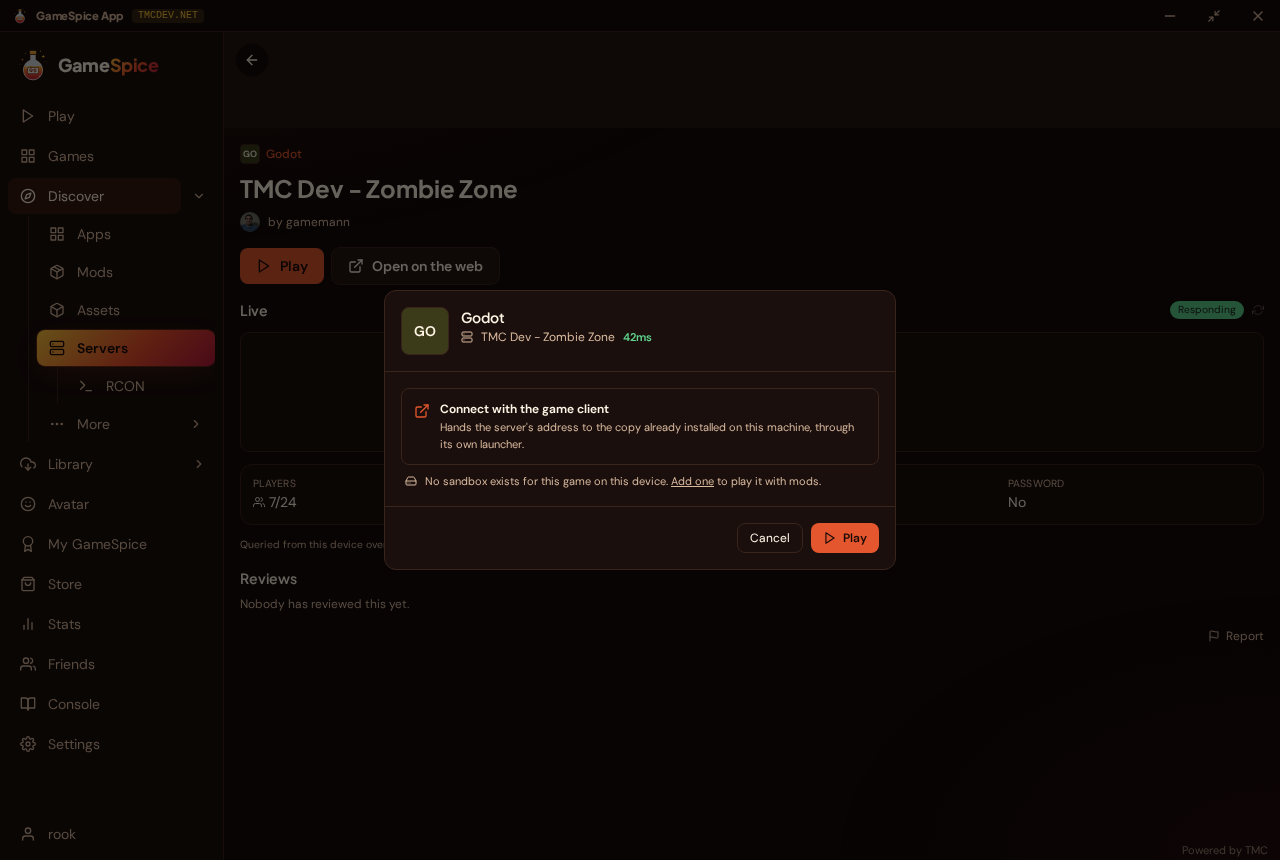 GameSpice App TMCDEV.NET
GameSpice
Play
Games
Discover
Apps
Mods
Assets
Servers
RCON
More
Library
Avatar
My GameSpice
Store
Stats
Friends
Console
Settings
rook
GO Godot
TMC Dev - Zombie Zone
by gamemann
Play
Open on the web
Live
Responding
PLAYERS
7/24
PASSWORD
No
Queried from this device over
Reviews
Nobody has reviewed this yet.
Report
Powered by TMC
GO
Godot
TMC Dev - Zombie Zone 42ms
Connect with the game client
Hands the server's address to the copy already installed on this machine, through
its own launcher.
No sandbox exists for this game on this device. Add one to play it with mods.
Cancel
Play